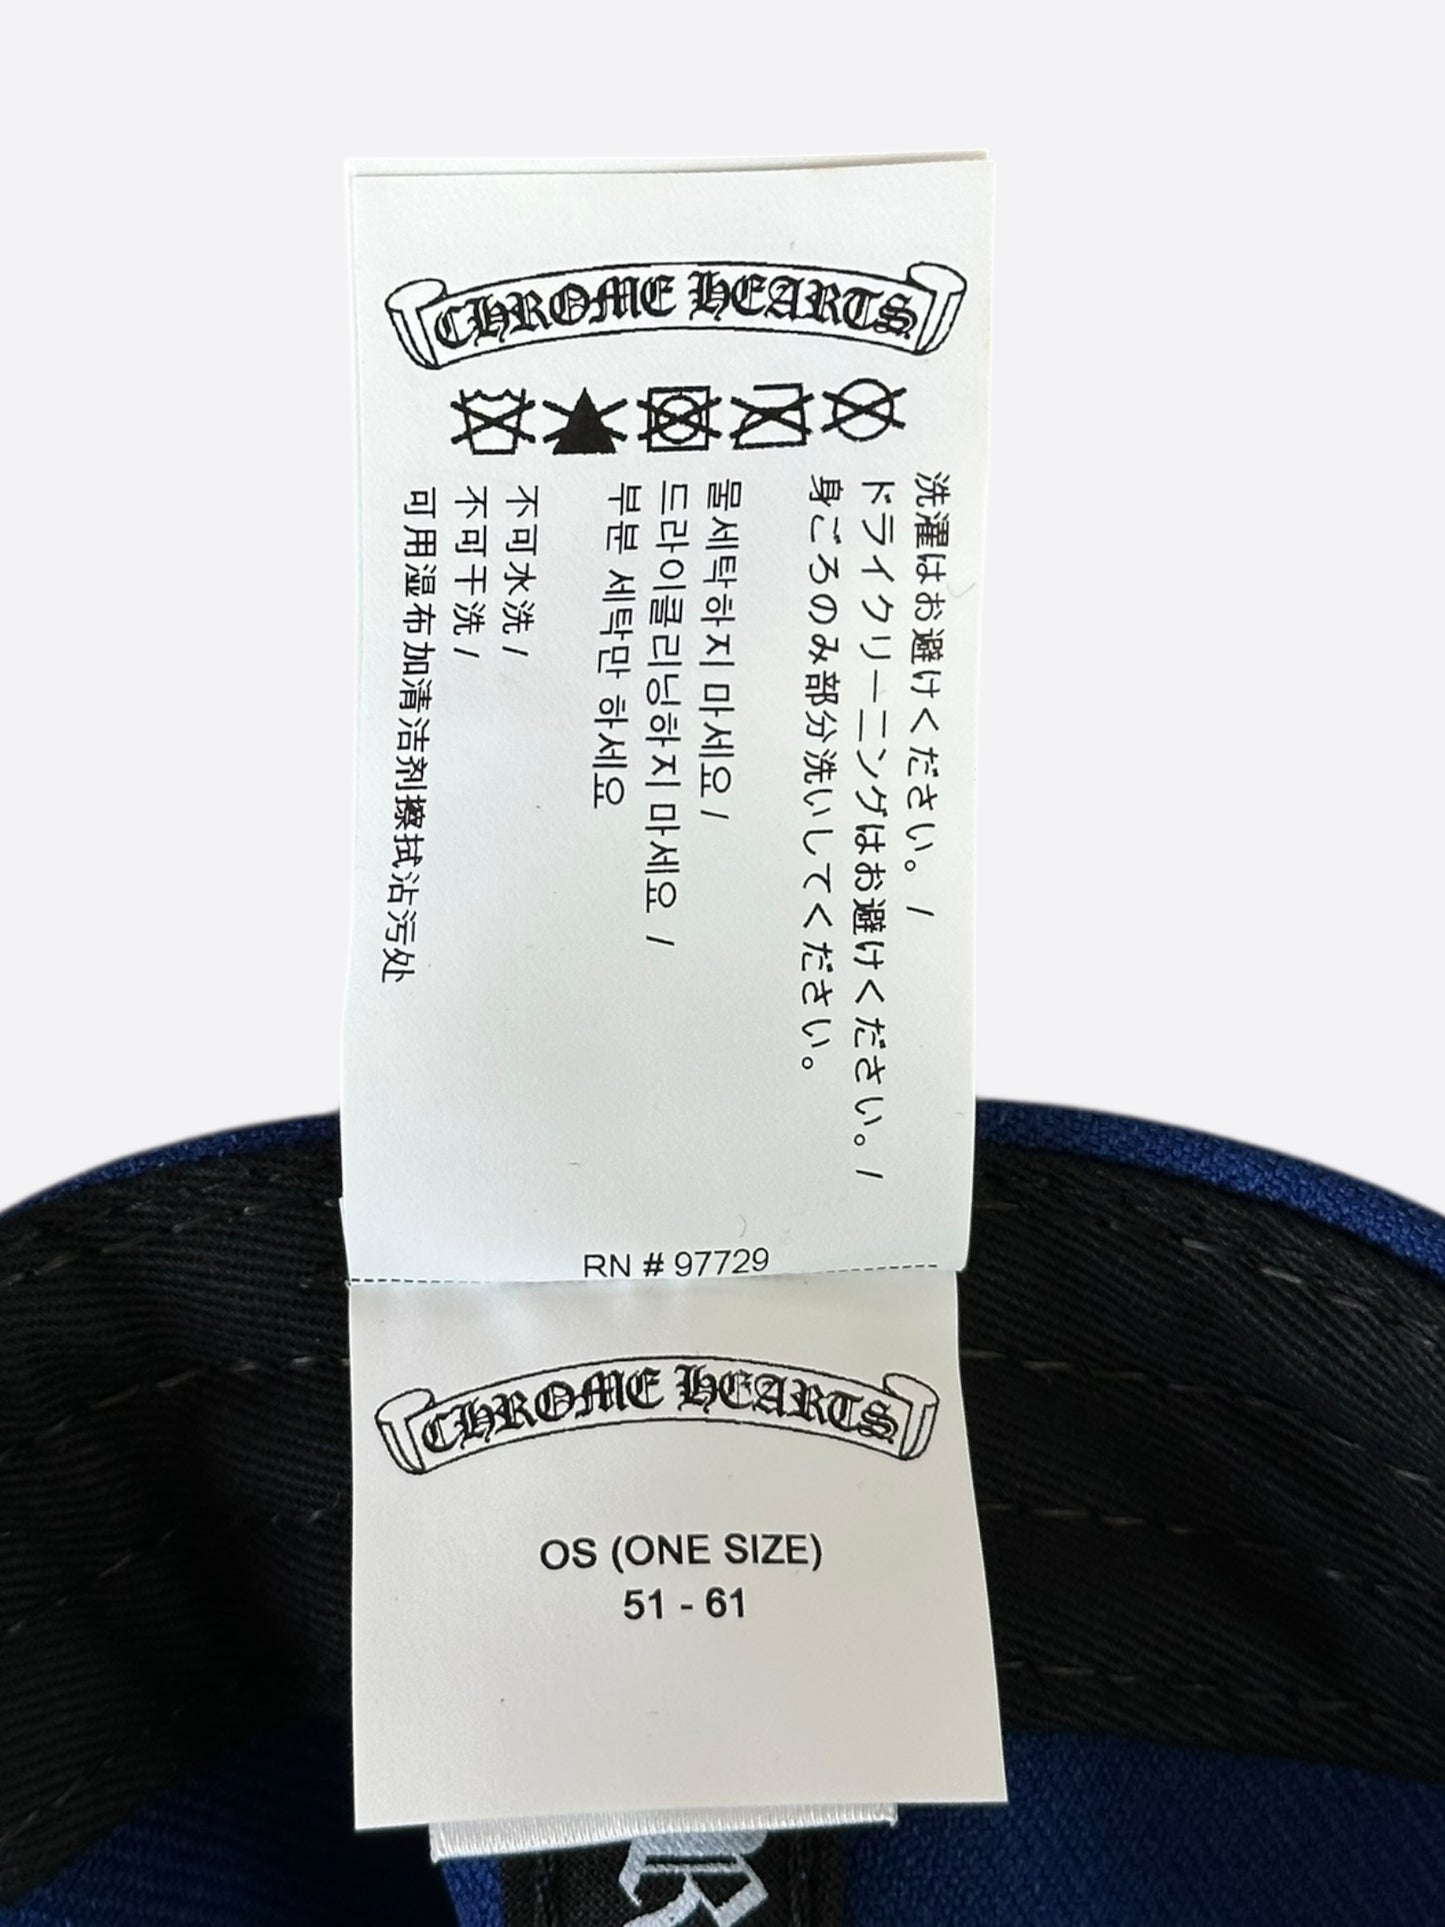 CHROME HEARTS
洗濯はお避けください。/
ドライクリーニングはお避けください。/
身ごろのみ部分洗いしてください。
물세탁하지 마세요 /
드라이클리닝하지 마세요 /
부분 세탁만 하세요
不可水洗 /
不可干洗 /
可用湿布加清洁剂擦拭沾污处
RN # 97729
CHROME HEARTS
OS (ONE SIZE)
51 - 61